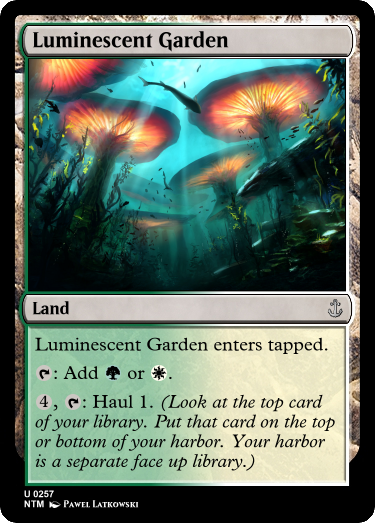 Luminescent Garden
Land
Luminescent Garden enters tapped.
: Add or .
4, : Haul 1. (Look at the top card
of your library. Put that card on the top
or bottom of your harbor. Your harbor
is a separate face up library.)
U 0257
NTM Pawel Latkowski